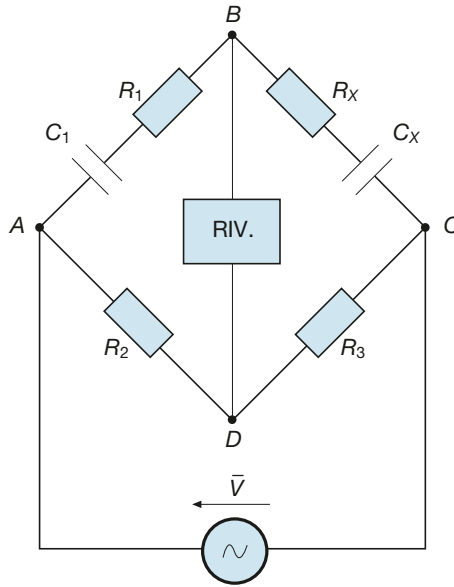 B
R1 RX
C1 CX
A RIV. C
R2 R3
D
V̄